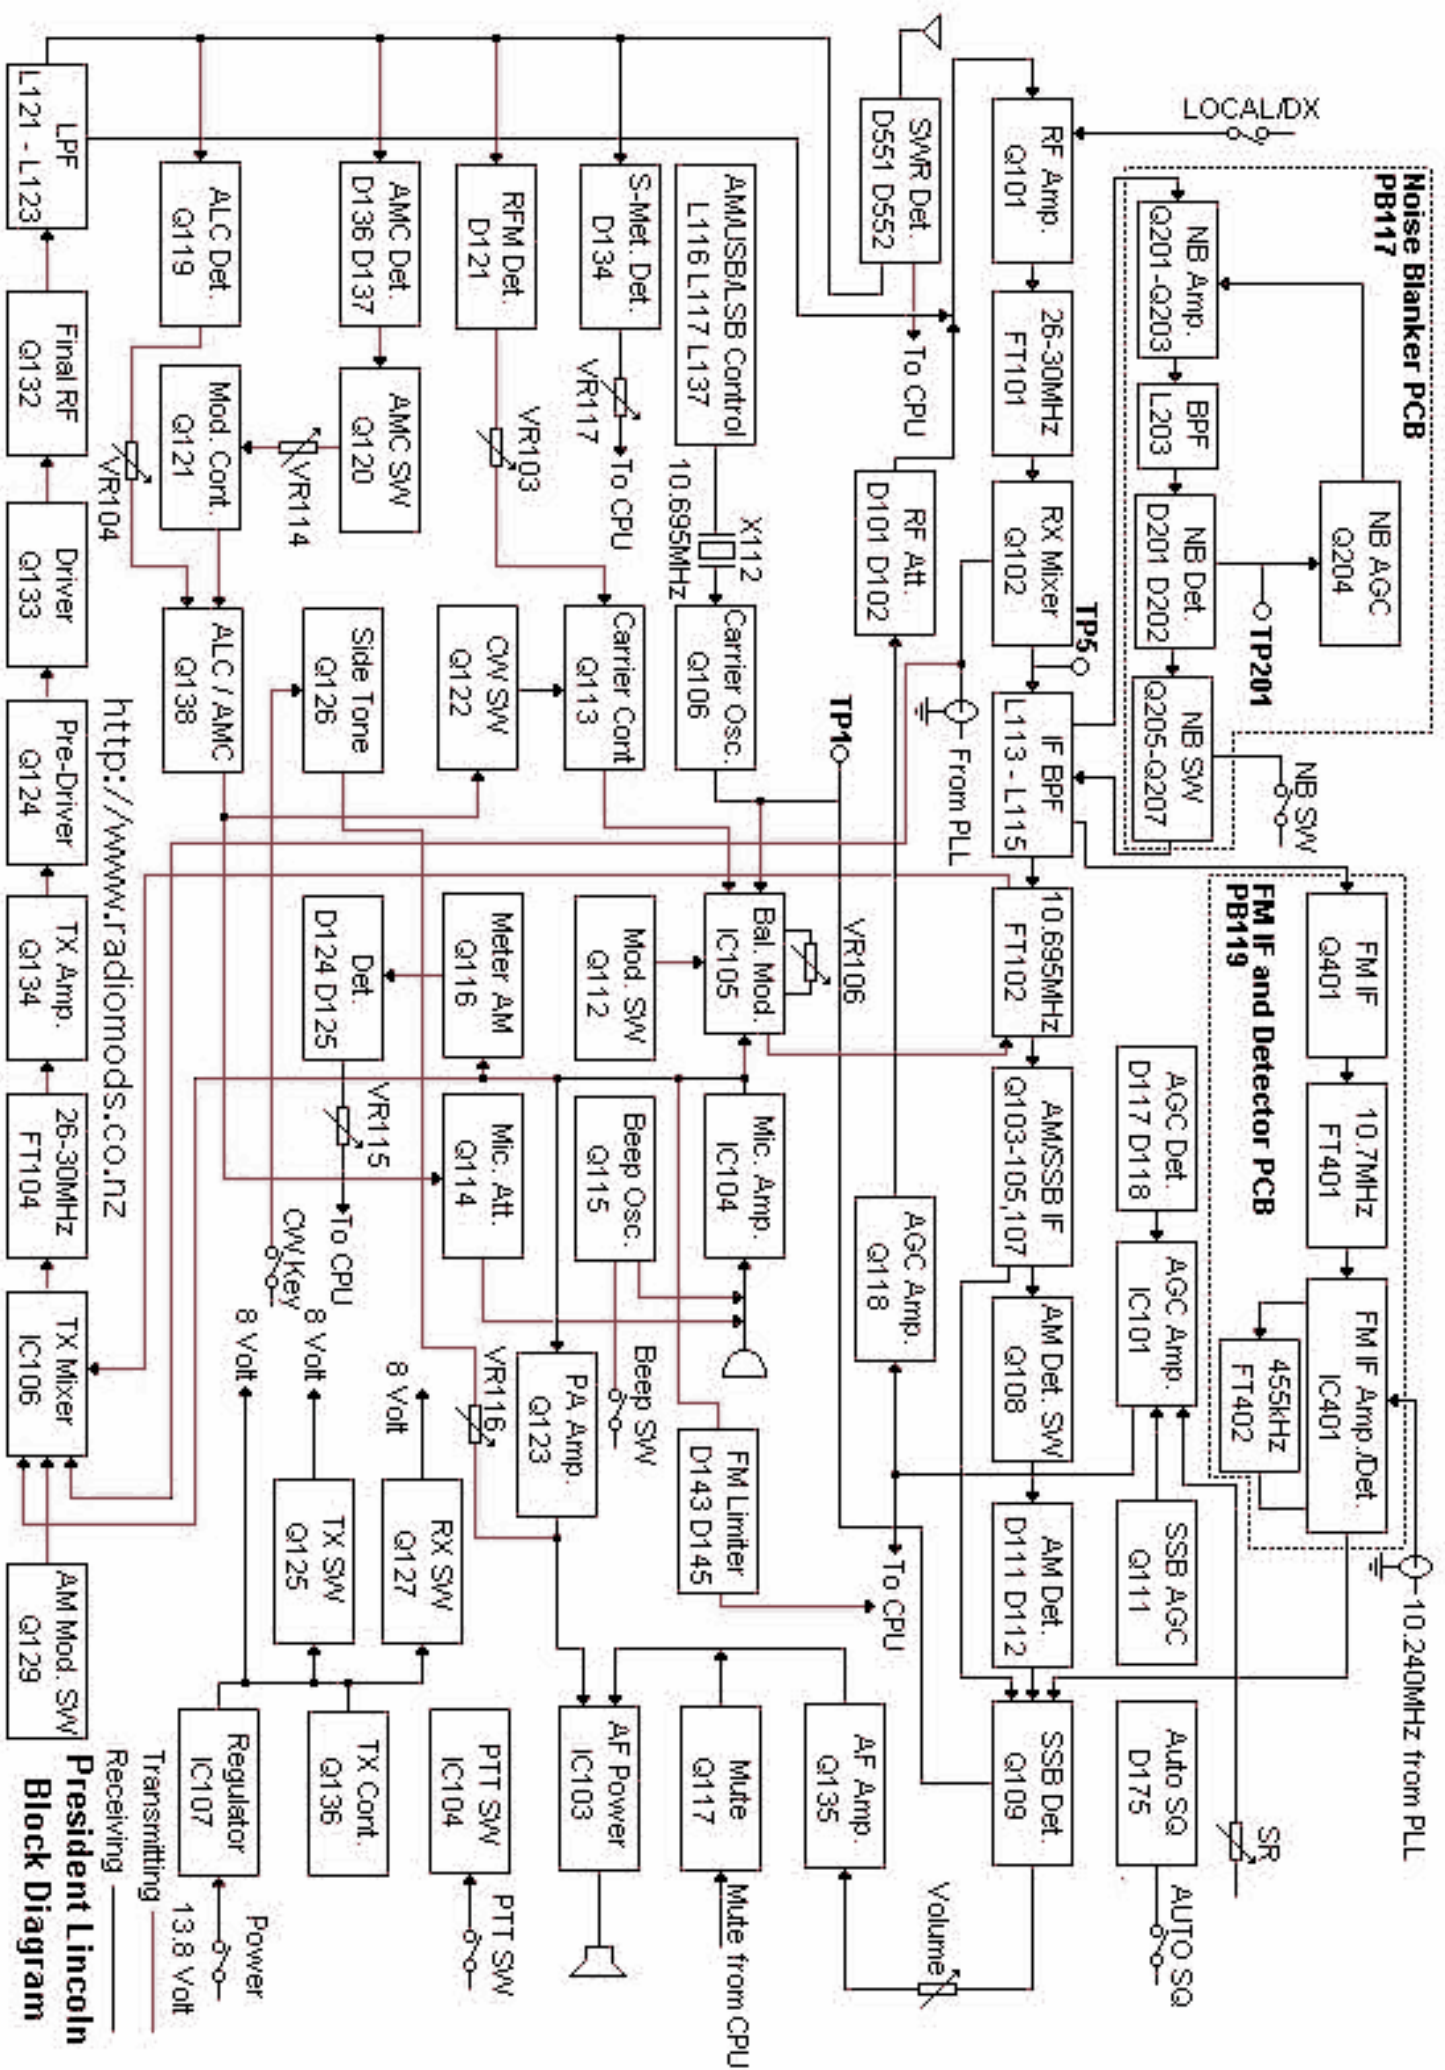 LOCAL/DX
Noise Blanker PCB
PB117
NB AGC
Q204
TP201
NB Amp.
Q201-Q203
BPF
L203
NB Det.
D201 D202
NB SW
Q205-Q207
NB SW
FM IF and Detector PCB
PB119
FM IF
Q401
10.7MHz
FT401
FM IF Amp./Det.
IC401
455kHz
FT402
10.240MHz from PLL
AGC Det.
D117 D118
AGC Amp.
IC101
SSB AGC
Q111
Auto SQ
D175
AUTO SQ
SR
RF Amp.
Q101
26-30MHz
FT101
RX Mixer
Q102
TP5
IF BPF
L113 - L115
10.695MHz
FT102
AM/SSB IF
Q103-105,107
AM Det. SW
Q108
AM Det.
D111 D112
SSB Det.
Q109
SWR Det.
D551 D552
To CPU
RF Att.
D101 D102
From PLL
AGC Amp.
Q118
To CPU
AF Amp.
Q135
Volume
TP1
VR106
AM/USB/LSB Control
L116 L117 L137
X112
10.695MHz
Carrier Osc.
Q106
Bal. Mod.
IC105
Mic. Amp.
IC104
FM Limiter
D143 D145
Mute
Q117
Mute from CPU
S-Met. Det.
D134
VR117
To CPU
Carrier Cont
Q113
Mod. SW
Q112
Beep Osc.
Q115
Beep SW
AF Power
IC103
RFM Det.
D121
VR103
CW SW
Q122
Meter AM
Q116
Mic. Att.
Q114
VR116
PA Amp.
Q123
PTT SW
IC104
PTT SW
AMC Det.
D136 D137
AMC SW
Q120
VR114
Side Tone
Q126
Det.
D124 D125
VR115
To CPU
8 Volt
RX SW
Q127
TX Cont.
Q136
ALC Det.
Q119
Mod. Cont.
Q121
VR104
ALC / AMC
Q138
CW Key
8 Volt
8 Volt
TX SW
Q125
Regulator
IC107
Power
13.8 Volt
http://www.radiomods.co.nz
LPF
L121 - L123
Final RF
Q132
Driver
Q133
Pre-Driver
Q124
TX Amp.
Q134
26-30MHz
FT104
TX Mixer
IC106
AM Mod. SW
Q129
Transmitting
Receiving
President Lincoln
Block Diagram